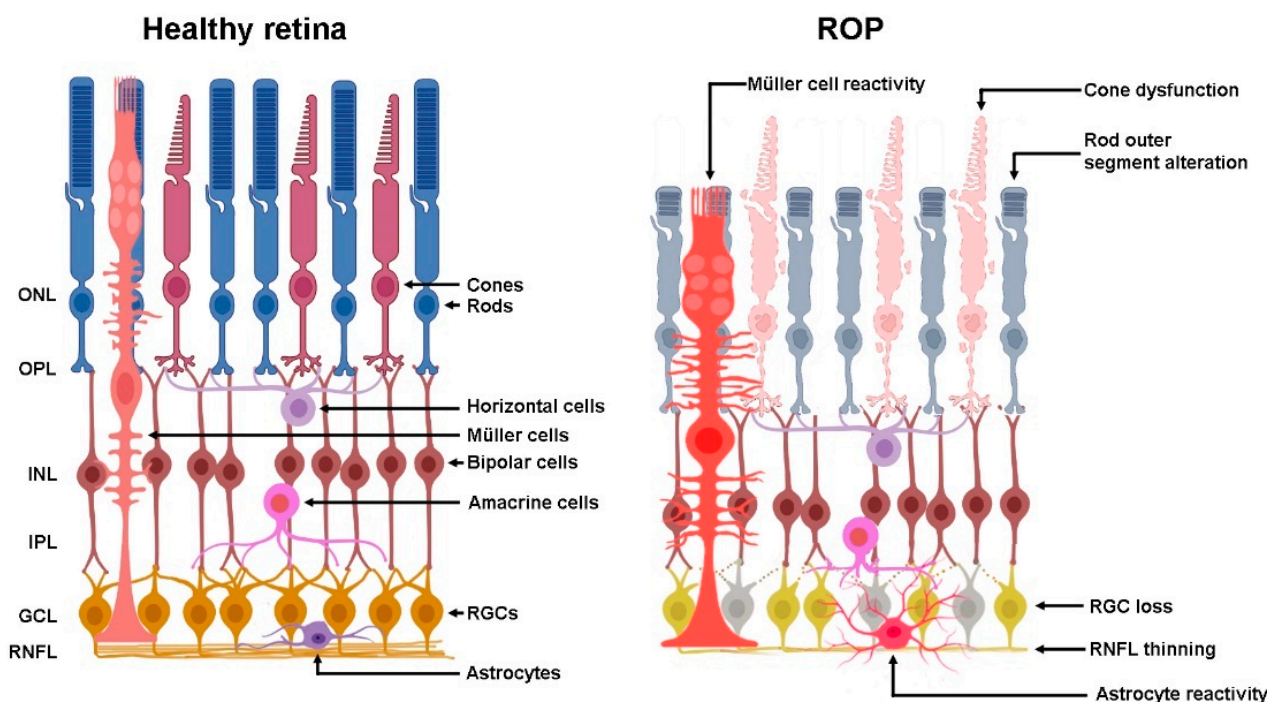 Healthy retina
ROP
ONL
OPL
INL
IPL
GCL
RNFL
Cones
Rods
Horizontal cells
Müller cells
Bipolar cells
Amacrine cells
RGCs
Astrocytes
Müller cell reactivity
Cone dysfunction
Rod outer
segment alteration
RGC loss
RNFL thinning
Astrocyte reactivity